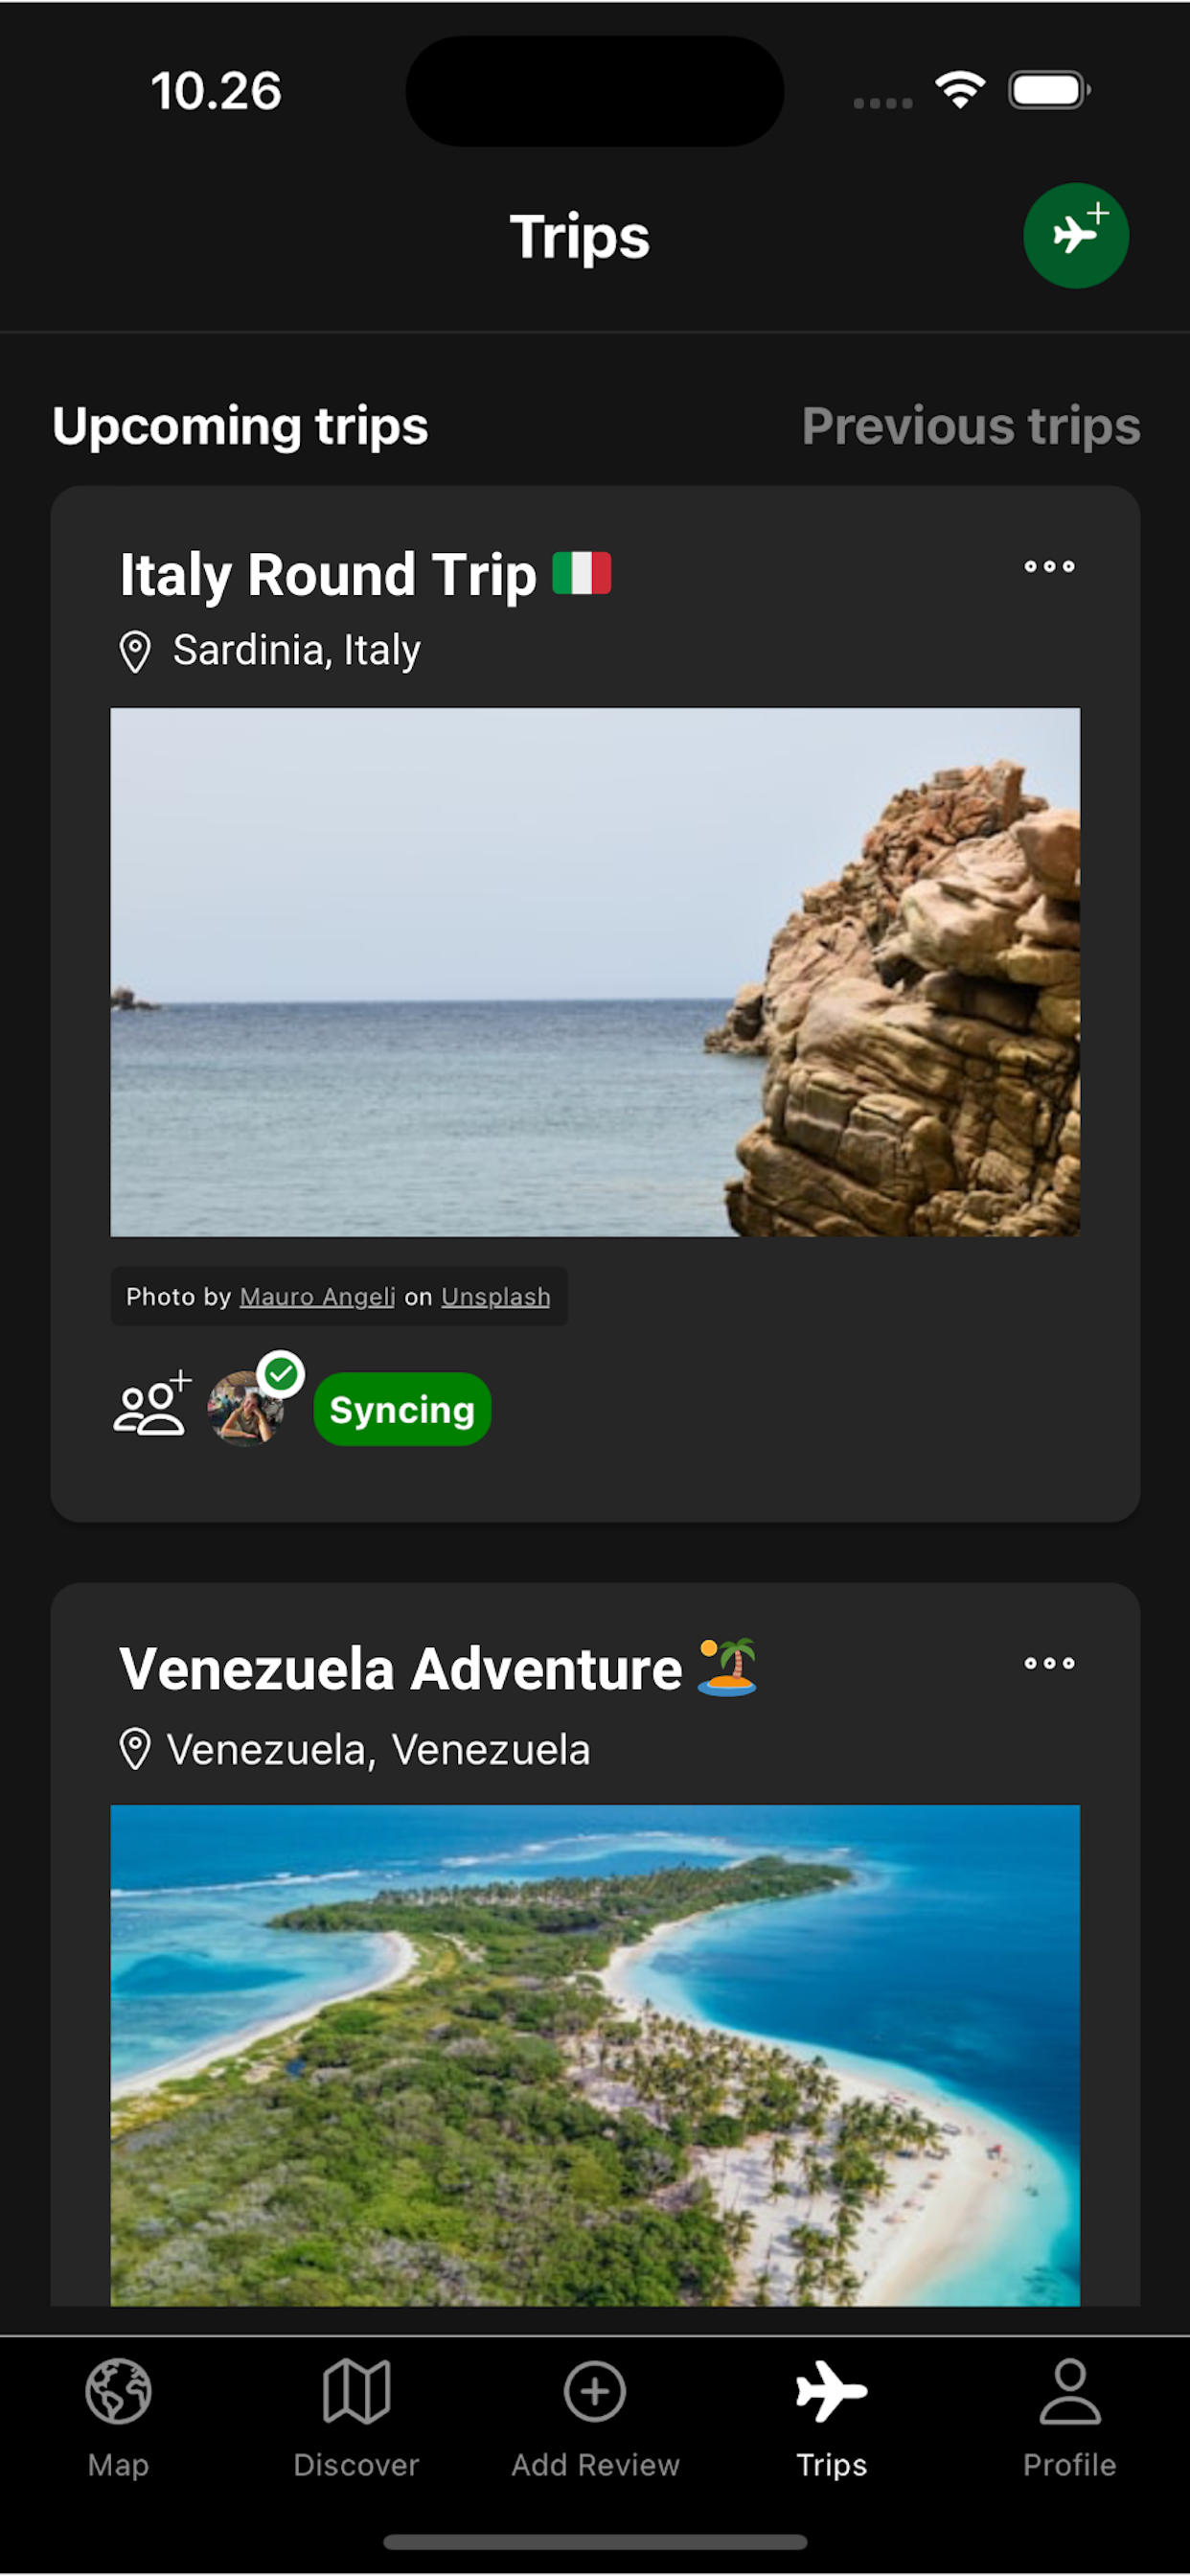 10.26
Trips
Upcoming trips
Previous trips
Italy Round Trip 🇮🇹
Sardinia, Italy
Photo by Mauro Angeli on Unsplash
Syncing
Venezuela Adventure 🏝️
Venezuela, Venezuela
Map
Discover
Add Review
Trips
Profile